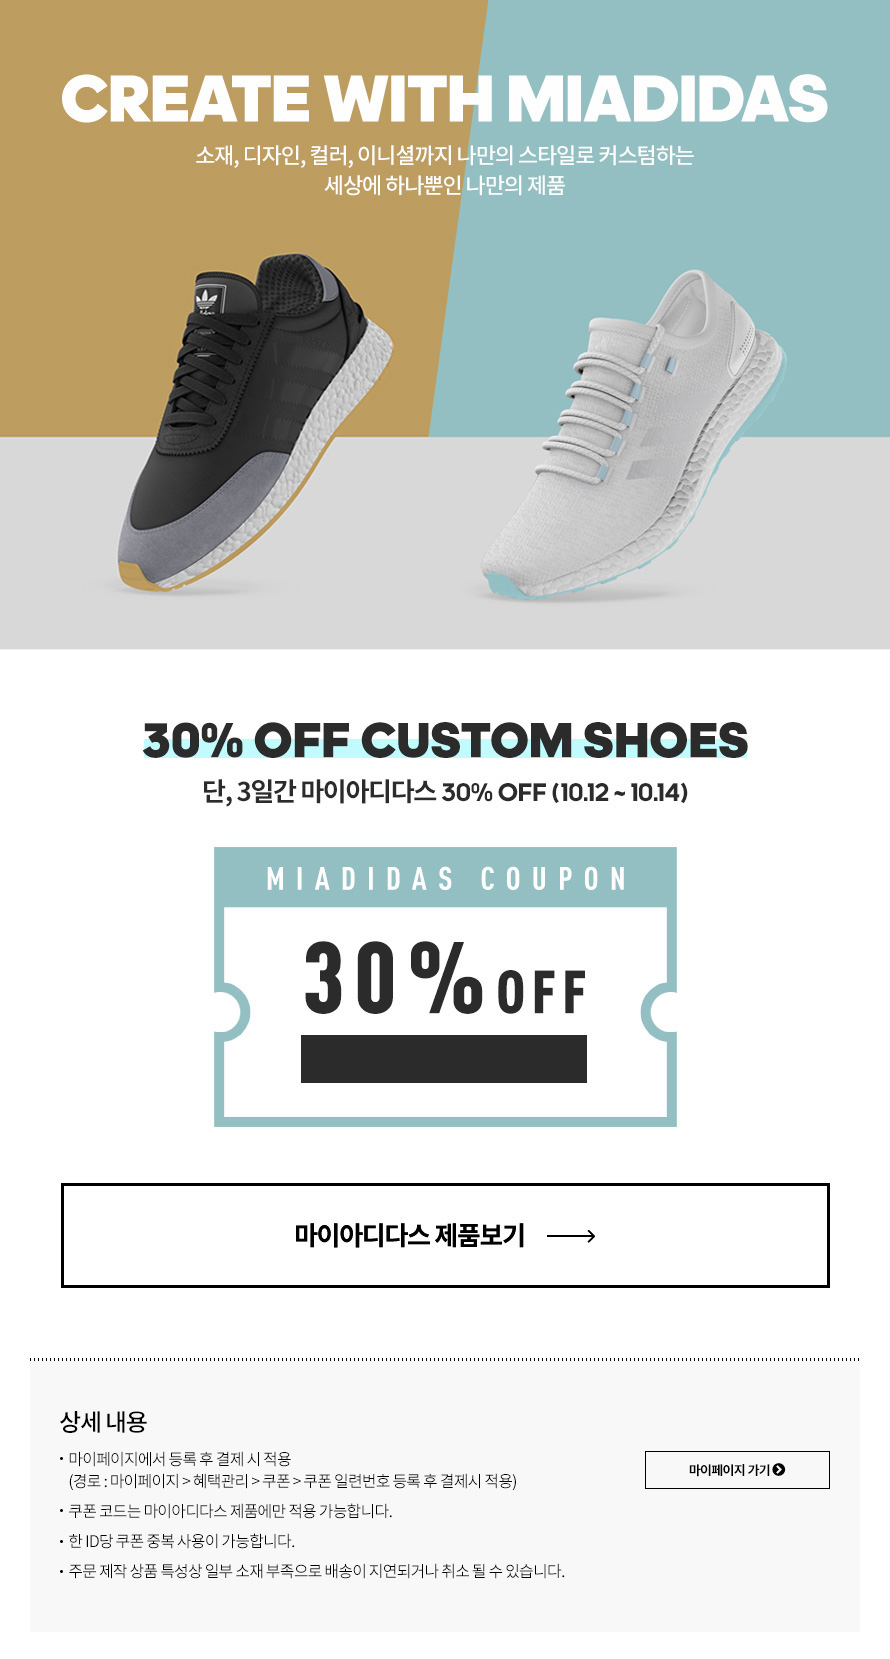 CREATE WITH MIADIDAS
소재, 디자인, 컬러, 이니셜까지 나만의 스타일로 커스텀하는
세상에 하나뿐인 나만의 제품
30% OFF CUSTOM SHOES
단, 3일간 마이아디다스 30% OFF (10.12 ~ 10.14)
MIADIDAS COUPON
30% OFF
마이아디다스 제품보기
상세 내용
• 마이페이지에서 등록 후 결제 시 적용
(경로 : 마이페이지 > 혜택관리 > 쿠폰 > 쿠폰 일련번호 등록 후 결제시 적용)
마이페이지 가기
• 쿠폰 코드는 마이아디다스 제품에만 적용 가능합니다.
• 한 ID당 쿠폰 중복 사용이 가능합니다.
• 주문 제작 상품 특성상 일부 소재 부족으로 배송이 지연되거나 취소 될 수 있습니다.